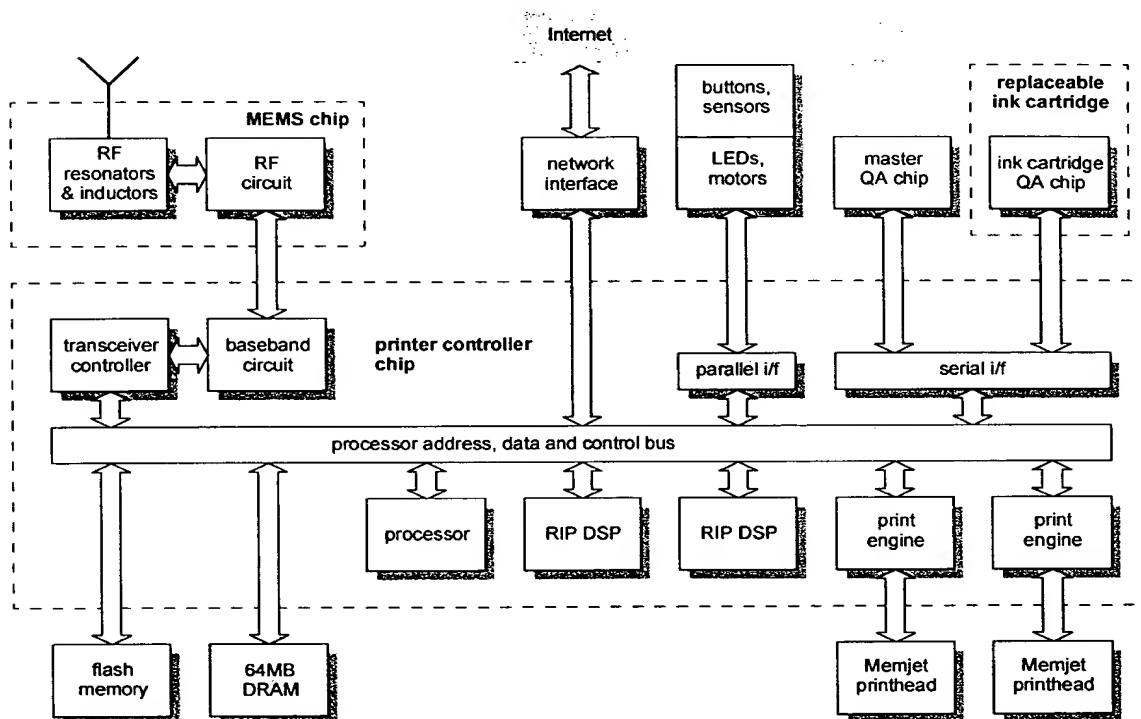 Internet
buttons,
sensors
replaceable
ink cartridge
MEMS chip
RF
resonators
& inductors
RF
circuit
network
interface
LEDs,
motors
master
QA chip
ink cartridge
QA chip
transceiver
controller
baseband
circuit
printer controller
chip
parallel i/f
serial i/f
processor address, data and control bus
processor
RIP DSP
RIP DSP
print
engine
print
engine
flash
memory
64MB
DRAM
Memjet
printhead
Memjet
printhead